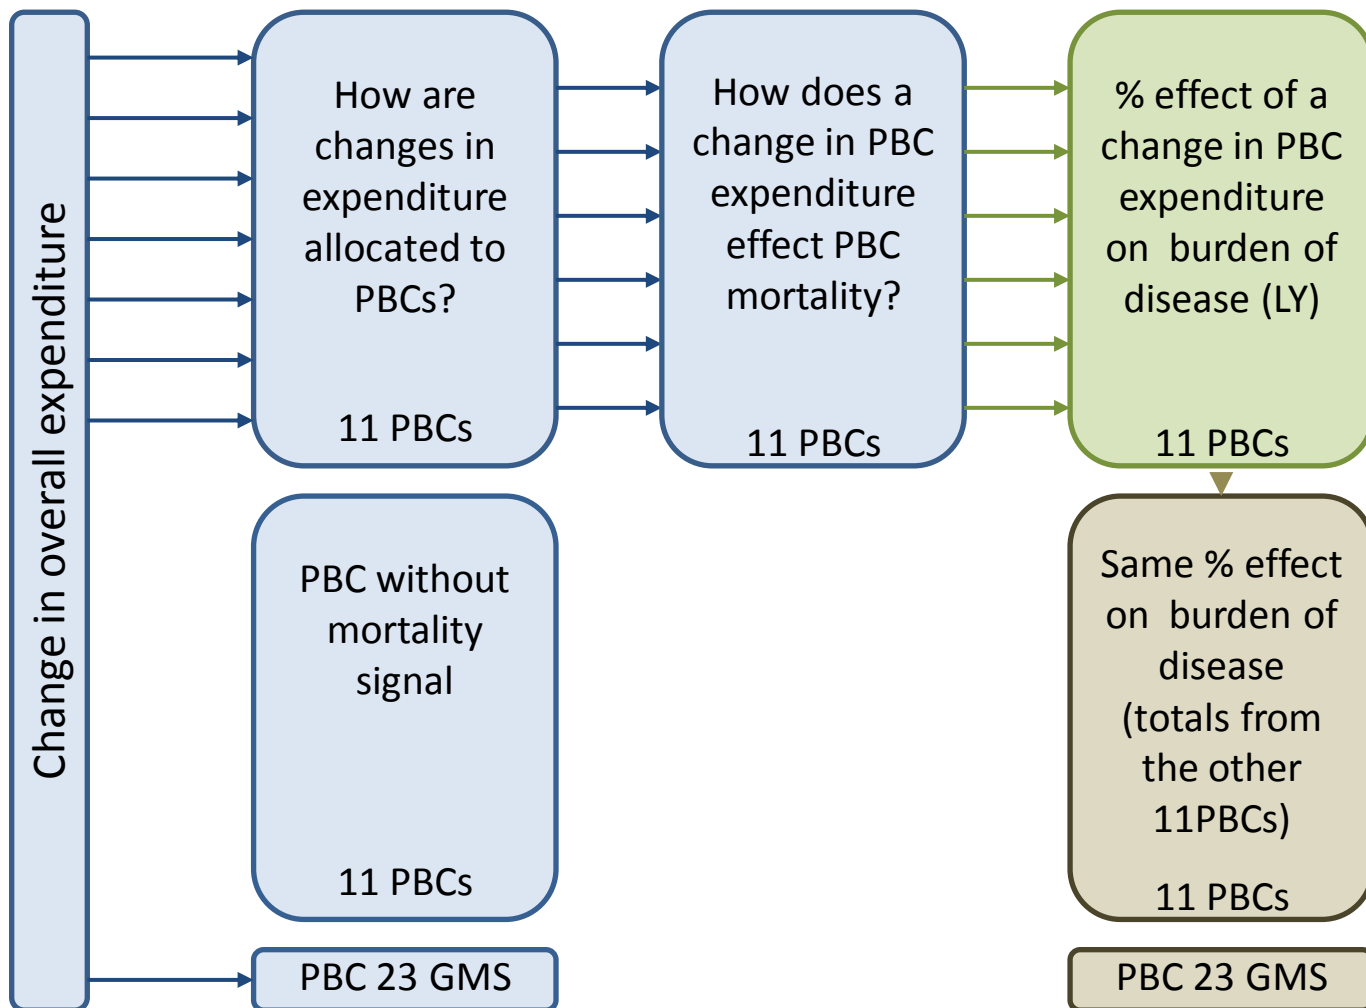 Change in overall expenditure
How are
changes in
expenditure
allocated to
PBCs?
11 PBCs
How does a
change in PBC
expenditure
effect PBC
mortality?
11 PBCs
% effect of a
change in PBC
expenditure
on burden of
disease (LY)
11 PBCs
PBC without
mortality
signal
11 PBCs
Same % effect
on burden of
disease
(totals from
the other
11PBCs)
11 PBCs
PBC 23 GMS
PBC 23 GMS